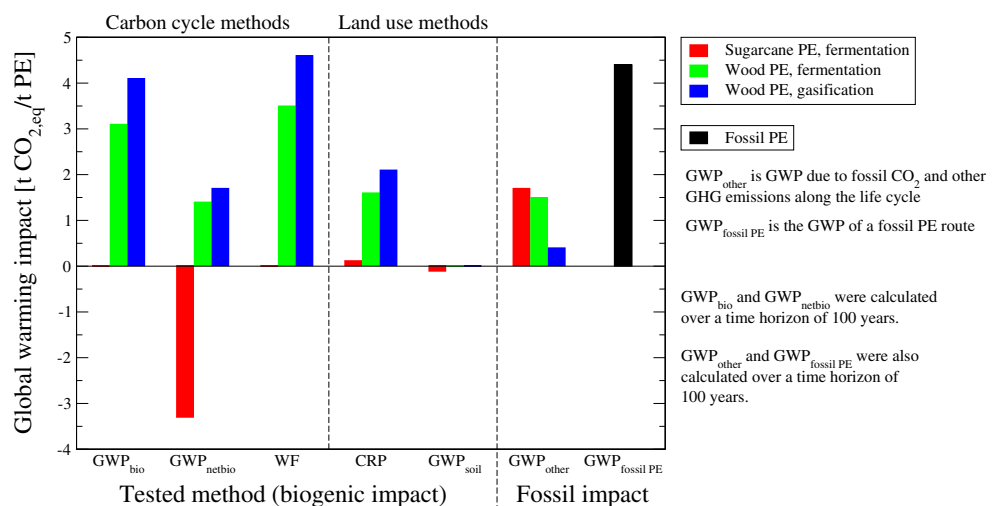 Carbon cycle methods
Land use methods
Global warming impact [t CO2,eq/t PE]
5
4
3
2
1
0
-1
-2
-3
-4
GWPbio
GWPnetbio
WF
CRP
GWPsoil
GWPother
GWPfossil PE
Tested method (biogenic impact)
Fossil impact
Sugarcane PE, fermentation
Wood PE, fermentation
Wood PE, gasification
Fossil PE
GWPother is GWP due to fossil CO2 and other
GHG emissions along the life cycle
GWPfossil PE is the GWP of a fossil PE route
GWPbio and GWPnetbio were calculated
over a time horizon of 100 years.
GWPother and GWPfossil PE were also
calculated over a time horizon of
100 years.